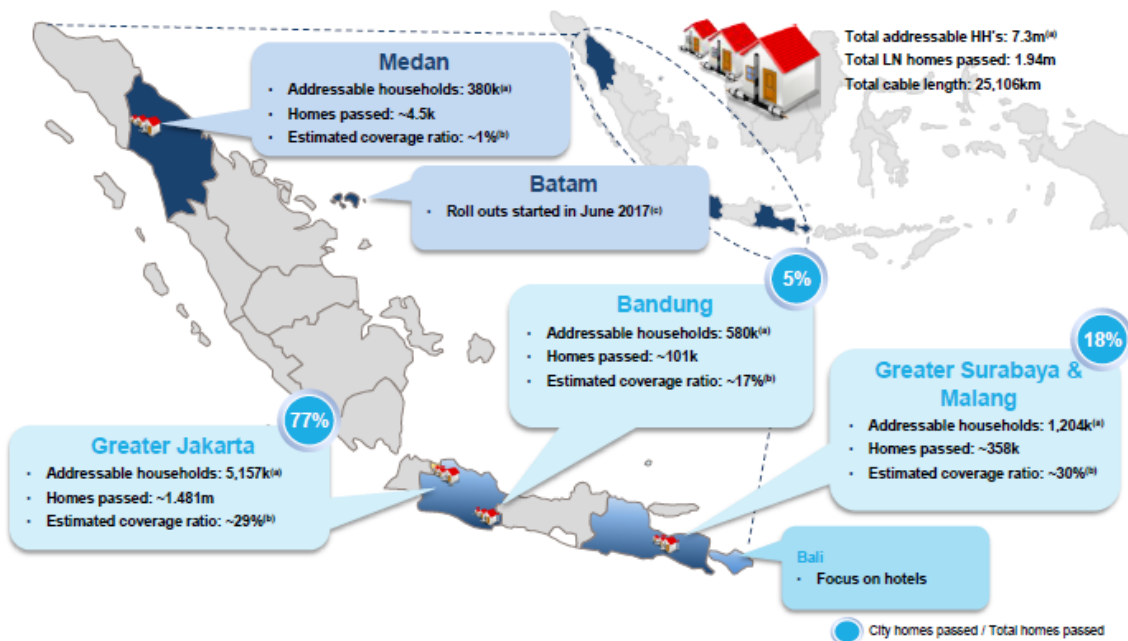 Total addressable HH's: 7.3m(a)
Total LN homes passed: 1.94m
Total cable length: 25,106km
Medan
• Addressable households: 380k(a)
• Homes passed: ~4.5k
• Estimated coverage ratio: ~1%(b)
Batam
• Roll outs started in June 2017(c)
5%
Bandung
• Addressable households: 580k(a)
• Homes passed: ~101k
• Estimated coverage ratio: ~17%(b)
18%
Greater Surabaya &
Malang
• Addressable households: 1,204k(a)
• Homes passed: ~358k
• Estimated coverage ratio: ~30%(b)
77%
Greater Jakarta
• Addressable households: 5,157k(a)
• Homes passed: ~1.481m
• Estimated coverage ratio: ~29%(b)
Bali
• Focus on hotels
City homes passed / Total homes passed